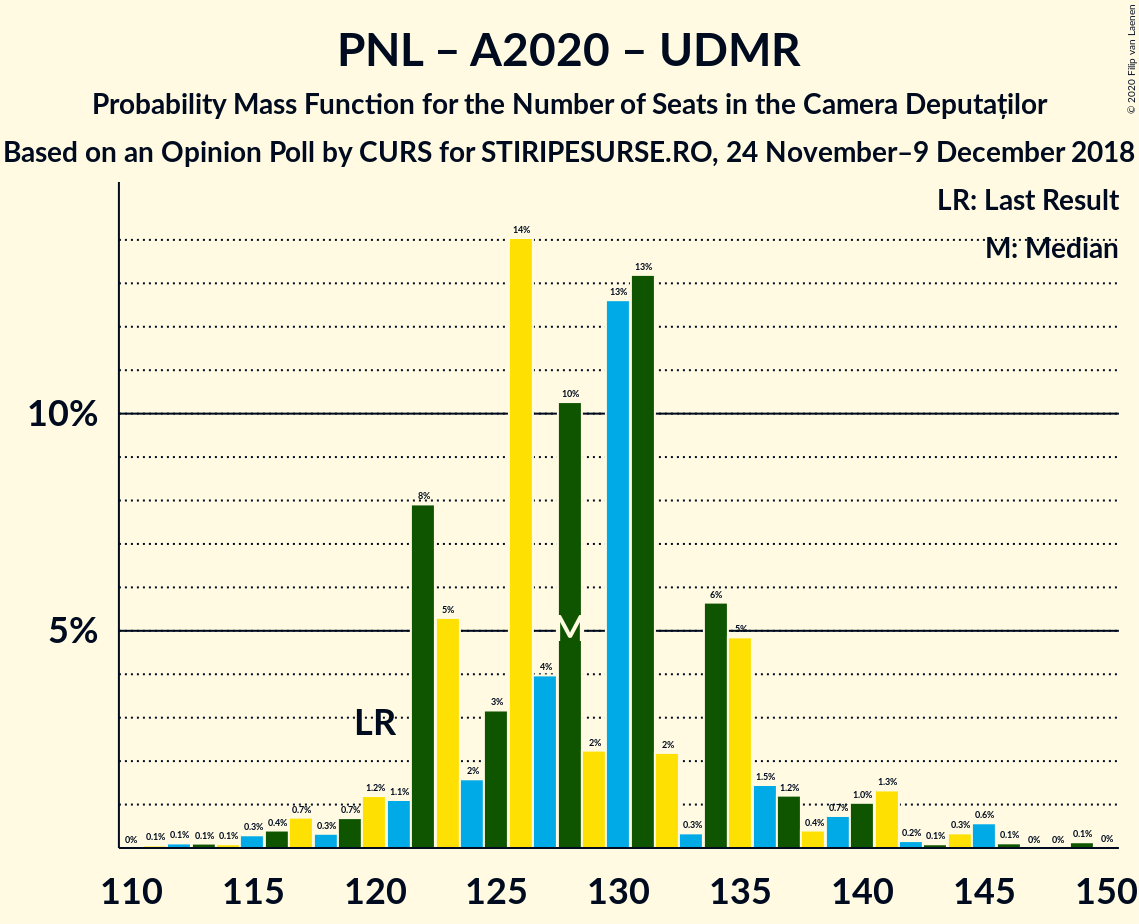 PNL – A2020 – UDMR
Probability Mass Function for the Number of Seats in the Camera Deputaților
Based on an Opinion Poll by CURS for STIRIPESURSE.RO, 24 November–9 December 2018
© 2020 Filip van Laenen
LR: Last Result
M: Median
10%
5%
LR
M
0% 0.1% 0.1% 0.1% 0.1% 0.3% 0.4% 0.7% 0.3% 0.7% 1.2% 1.1% 8% 5% 2% 3% 14% 4% 10% 2% 13% 13% 2% 0.3% 6% 5% 1.5% 1.2% 0.4% 0.7% 1.0% 1.3% 0.2% 0.1% 0.3% 0.6% 0.1% 0% 0% 0.1% 0%
110 115 120 125 130 135 140 145 150